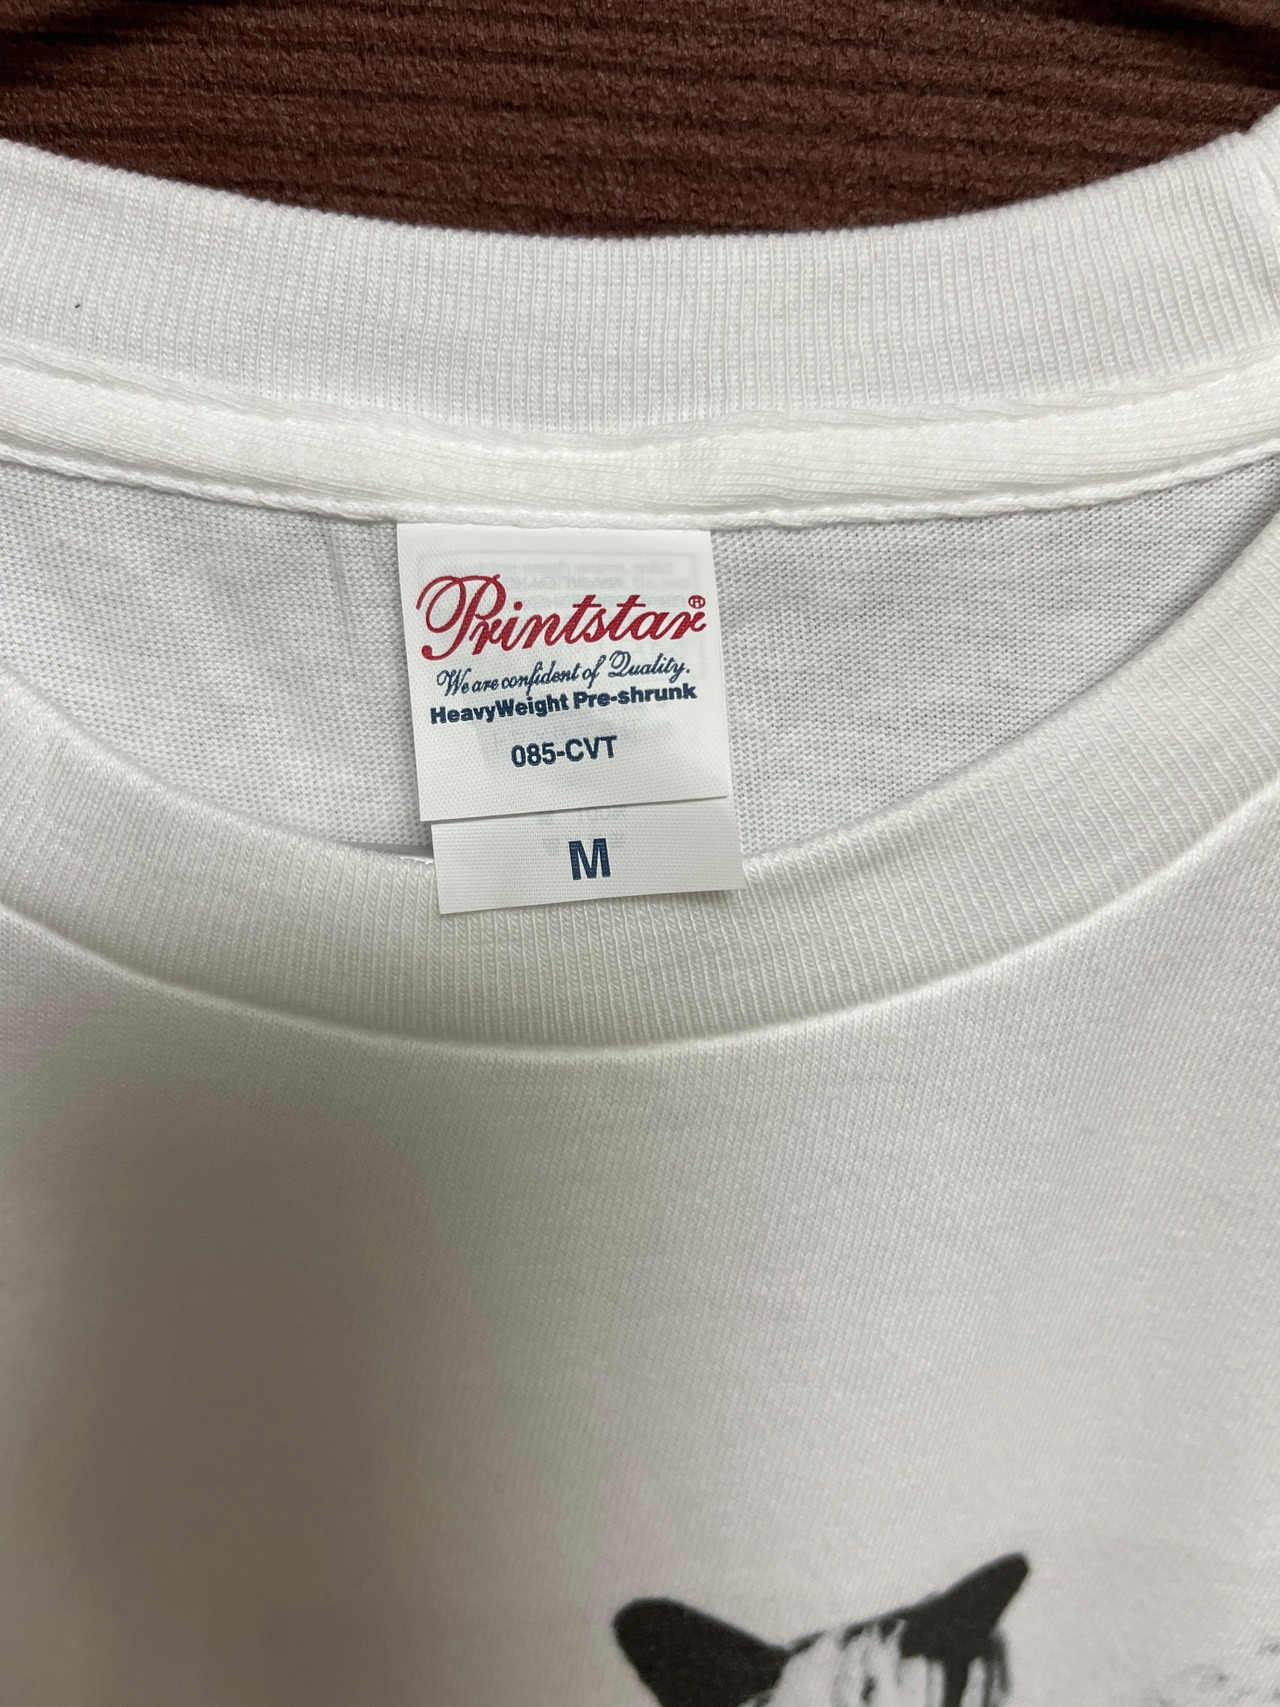 Printstar®
We are confident of Quality.
HeavyWeight Pre-shrunk
085-CVT
M